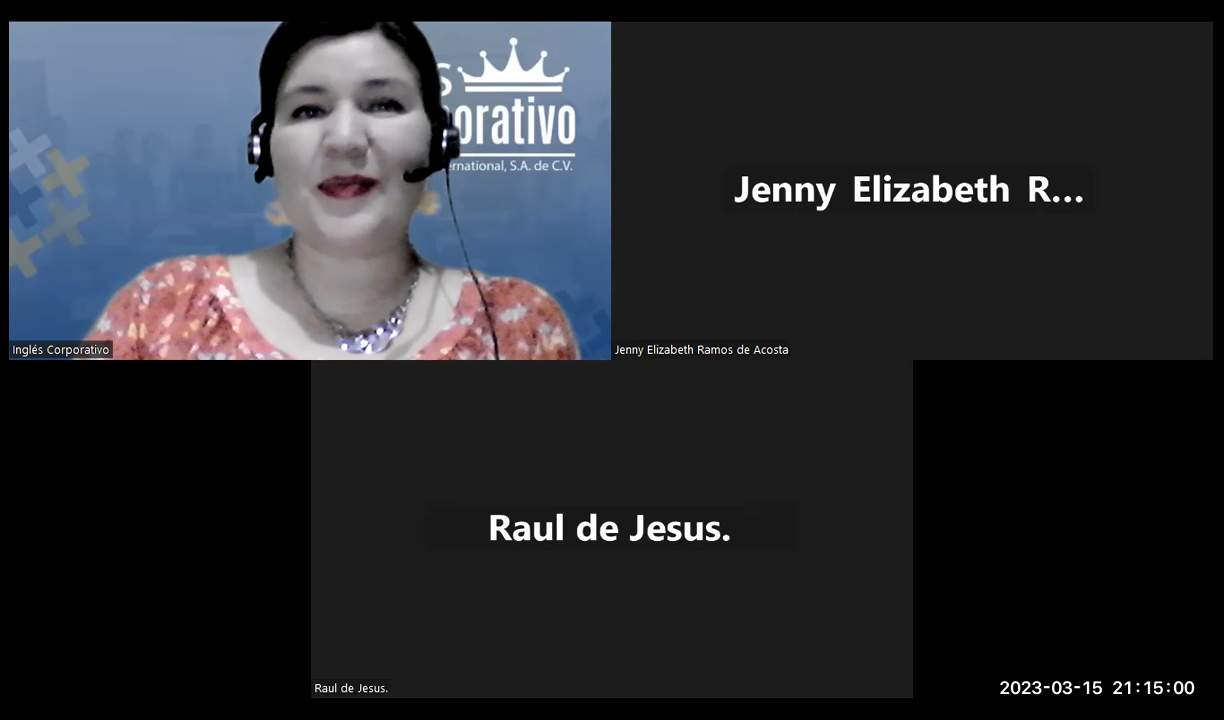 s
orativo
ernational, S.A. de C.V.
Inglés Corporativo
Jenny Elizabeth R...
Jenny Elizabeth Ramos de Acosta
Raul de Jesus.
Raul de Jesus.
2023-03-15 21:15:00